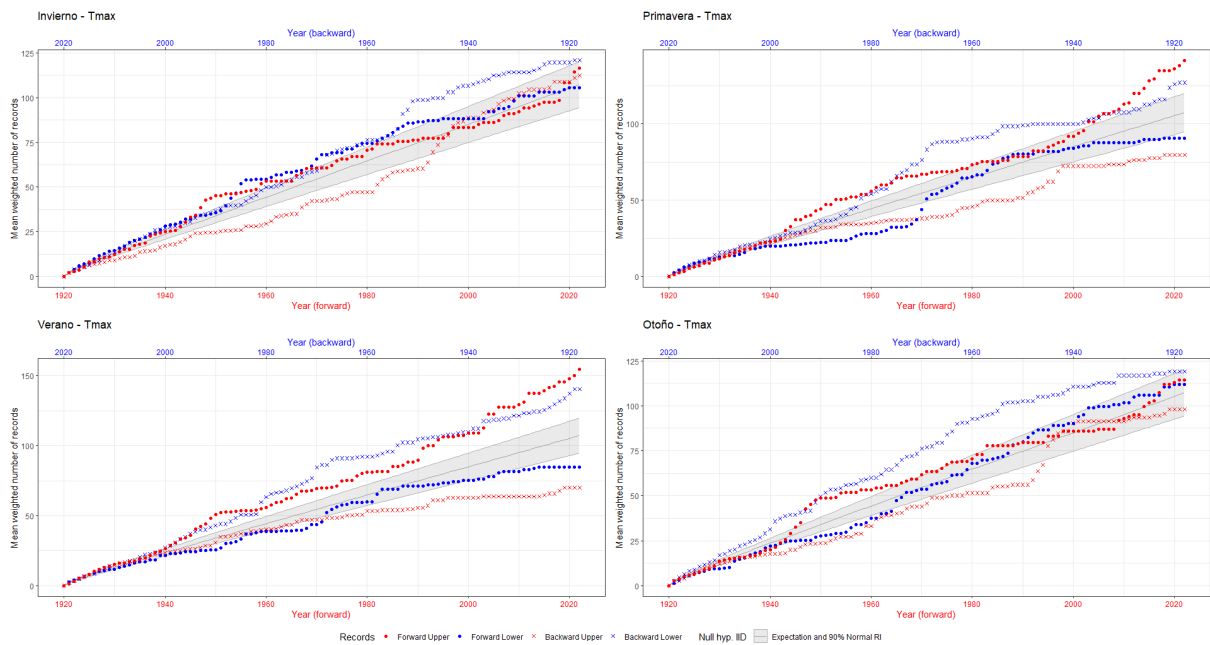 Invierno - Tmax
Year (backward)
2020 2000 1980 1960 1940 1920
Mean weighted number of records
125
100
75
50
25
0
1920 1940 1960 1980 2000 2020
Year (forward)
Primavera - Tmax
Year (backward)
2020 2000 1980 1960 1940 1920
Mean weighted number of records
100
50
0
1920 1940 1960 1980 2000 2020
Year (forward)
Verano - Tmax
Year (backward)
2020 2000 1980 1960 1940 1920
Mean weighted number of records
150
100
50
0
1920 1940 1960 1980 2000 2020
Year (forward)
Otoño - Tmax
Year (backward)
2020 2000 1980 1960 1940 1920
Mean weighted number of records
125
100
75
50
25
0
1920 1940 1960 1980 2000 2020
Year (forward)
Records Forward Upper Forward Lower Backward Upper Backward Lower Null hyp. IID Expectation and 90% Normal RI